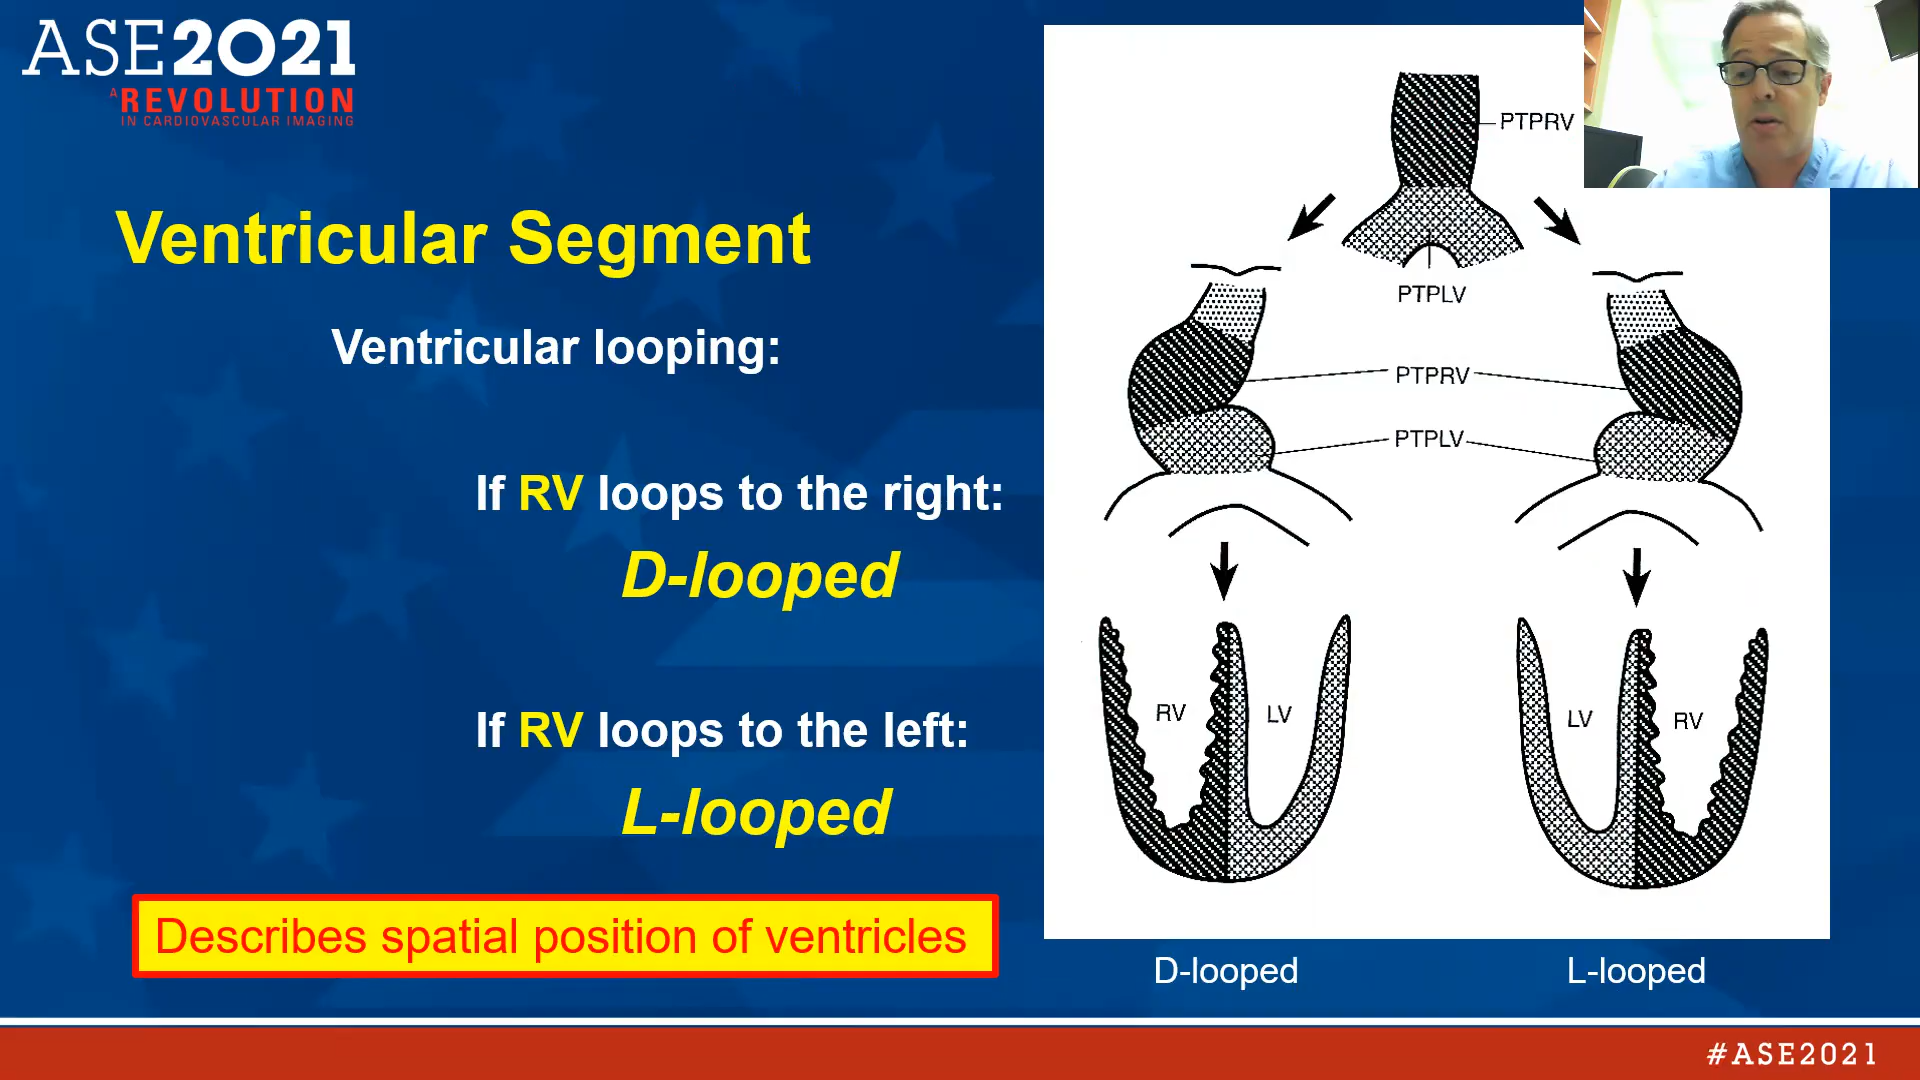 ASE2021
A REVOLUTION
IN CARDIOVASCULAR IMAGING
Ventricular Segment
Ventricular looping:
If RV loops to the right:
D-looped
If RV loops to the left:
L-looped
Describes spatial position of ventricles
PTPRV
PTPLV
PTPRV
PTPLV
RV
LV
LV
RV
D-looped
L-looped
#ASE2021